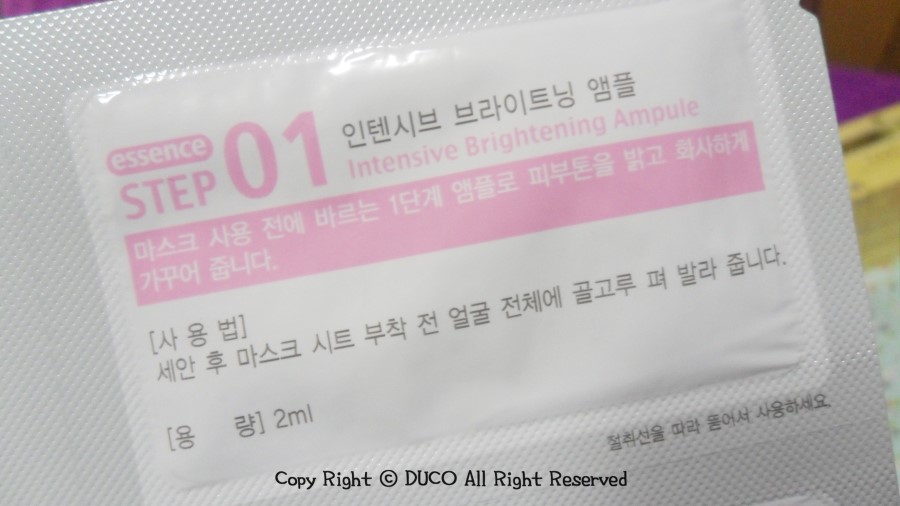 essence
STEP 01
인텐시브 브라이트닝 앰플
Intensive Brightening Ampule
마스크 사용 전에 바르는 1단계 앰플로 피부톤을 밝고 화사하게
가꾸어 줍니다.
[사 용 법]
세안 후 마스크 시트 부착 전 얼굴 전체에 골고루 펴 발라 줍니다.
[용 량] 2ml
절취선을 따라 뜯어서 사용하세요.
Copy Right © DUCO All Right Reserved